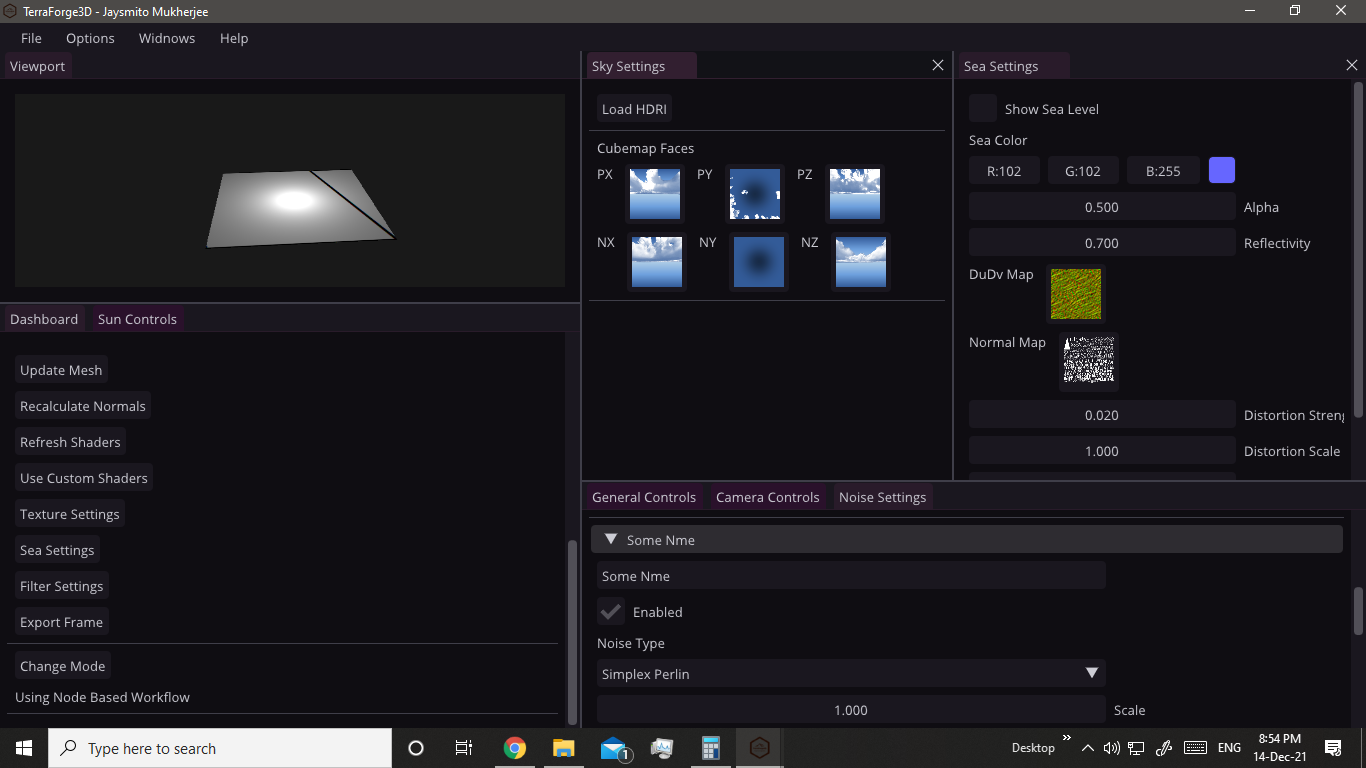 TerraForge3D - Jaysmito Mukherjee
File Options Widnows Help
Viewport
Sky Settings
Load HDRI
Cubemap Faces
PX PY PZ
NX NY NZ
Sea Settings
Show Sea Level
Sea Color
R:102 G:102 B:255
0.500 Alpha
0.700 Reflectivity
DuDv Map
Normal Map
0.020 Distortion Streng
1.000 Distortion Scale
Dashboard Sun Controls
Update Mesh
Recalculate Normals
Refresh Shaders
Use Custom Shaders
Texture Settings
Sea Settings
Filter Settings
Export Frame
Change Mode
Using Node Based Workflow
General Controls Camera Controls Noise Settings
Some Nme
Some Nme
Enabled
Noise Type
Simplex Perlin
1.000 Scale
Type here to search
1
Desktop
ENG
8:54 PM
14-Dec-21